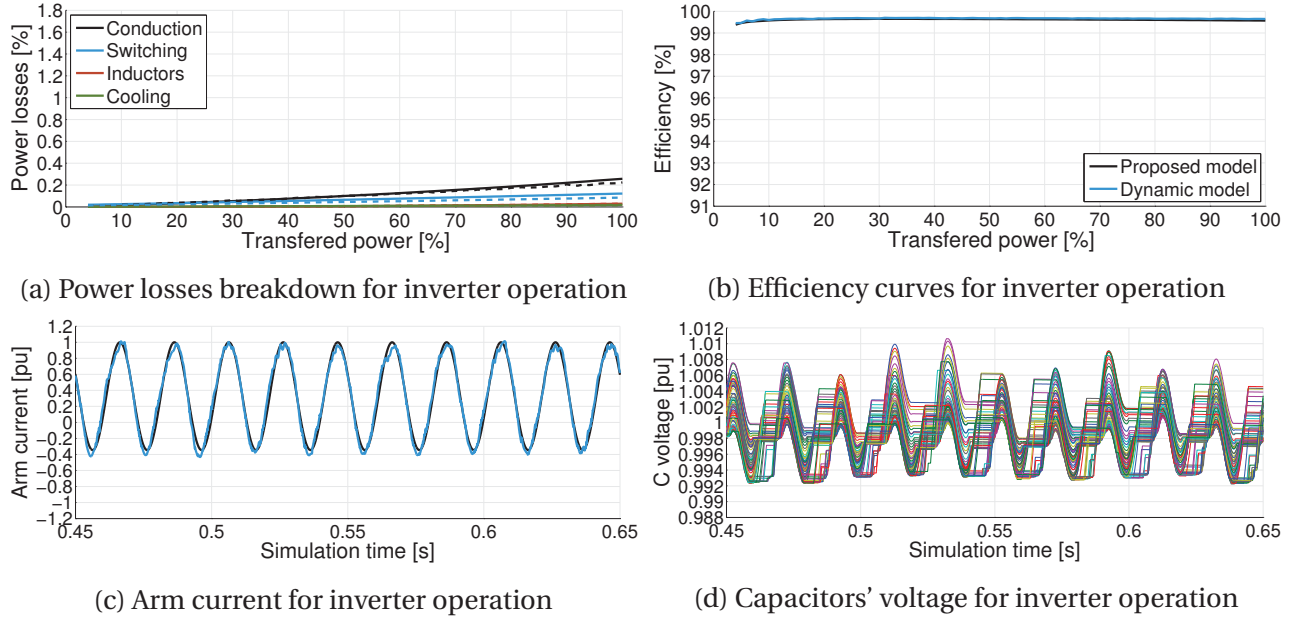 1.8
1.6
1.4
1.2
1
0.8
0.6
0.4
0.2
0
Power losses [%]
Conduction
Switching
Inductors
Cooling
0 10 20 30 40 50 60 70 80 90 100
Transfered power [%]
(a) Power losses breakdown for inverter operation
100
99
98
97
96
95
94
93
92
91
Efficiency [%]
Proposed model
Dynamic model
0 10 20 30 40 50 60 70 80 90 100
Transfered power [%]
(b) Efficiency curves for inverter operation
1.2
1
0.8
0.6
0.4
0.2
0
−0.2
−0.4
−0.6
−0.8
−1
−1.2
Arm current [pu]
0.45 0.5 0.55 0.6 0.65
Simulation time [s]
(c) Arm current for inverter operation
1.012
1.008
1.006
1.004
1.002
1
0.998
0.996
0.994
0.992
0.988
C voltage [pu]
0.45 0.5 0.55 0.6 0.65
Simulation time [s]
(d) Capacitors' voltage for inverter operation